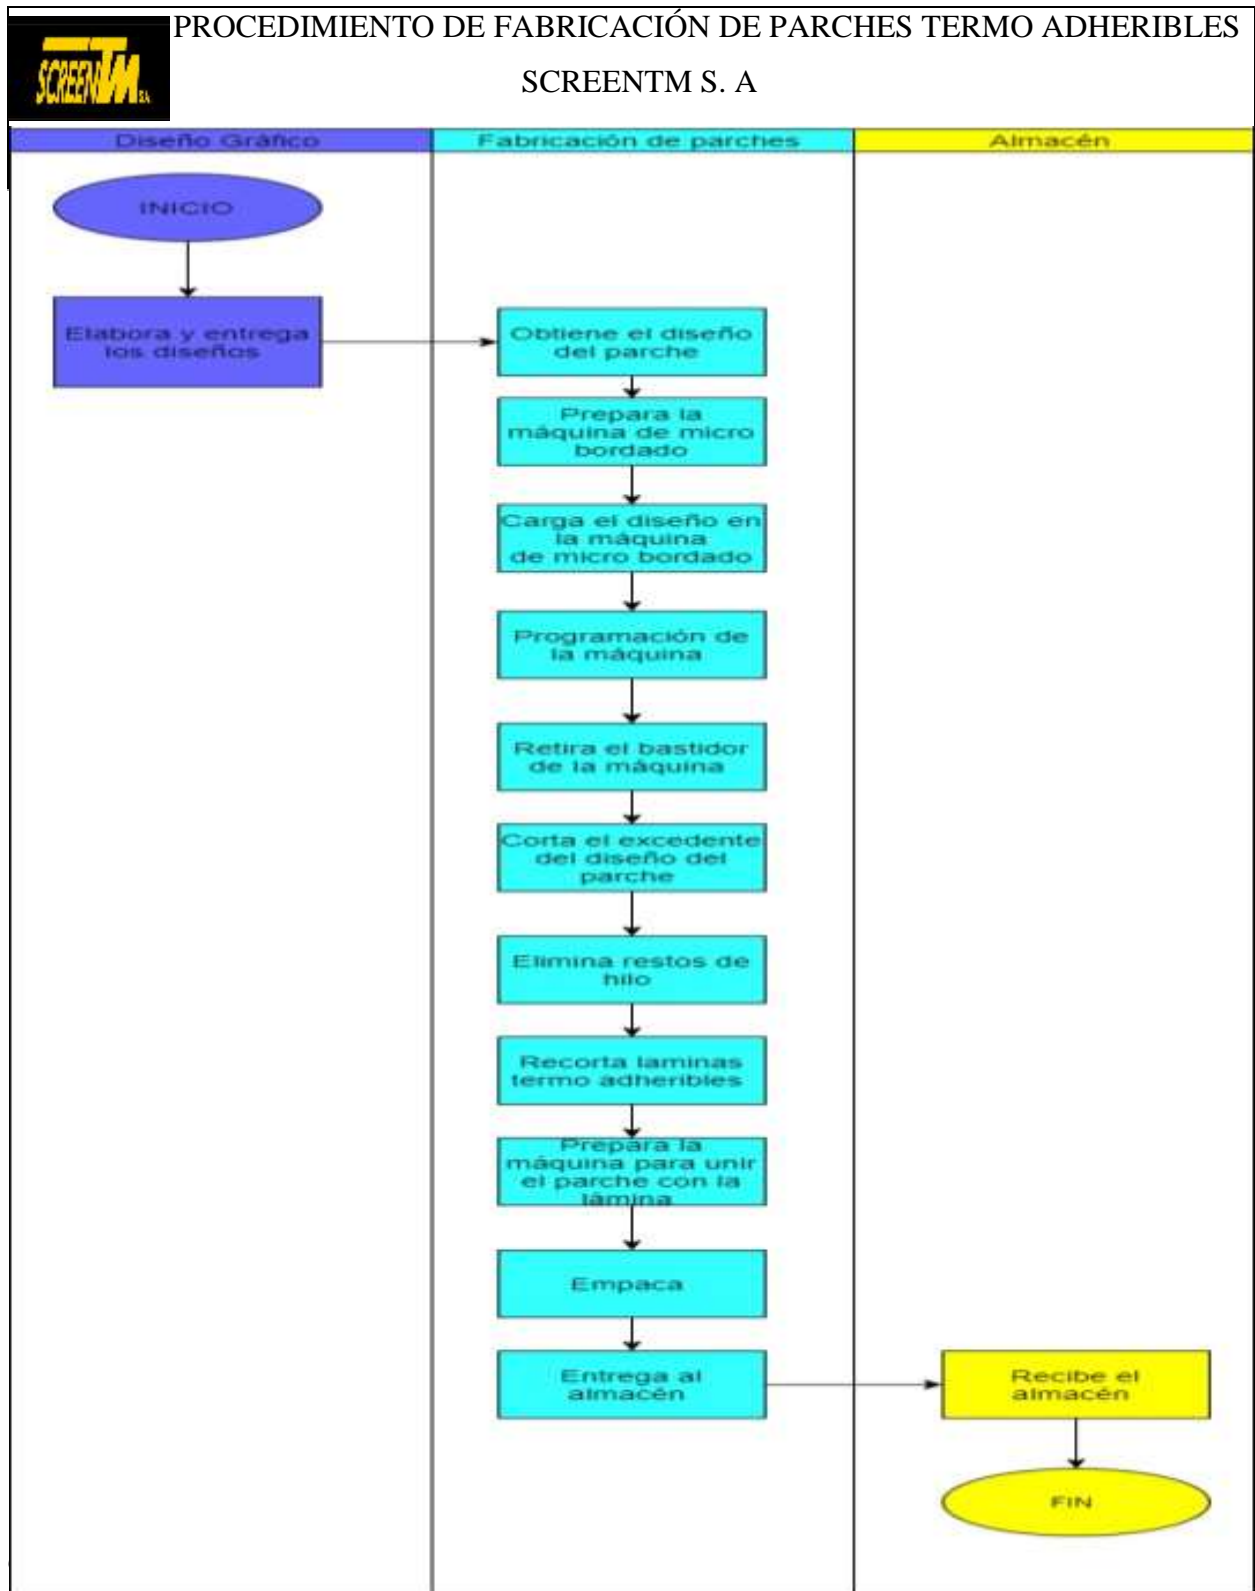 PROCEDIMIENTO DE FABRICACIÓN DE PARCHES TERMO ADHERIBLES
SCREENTM S. A
SCREEN TM S.A.
Diseño Gráfico
Fabricación de parches
Almacén
INICIO
Elabora y entrega
los diseños
Obtiene el diseño
del parche
Prepara la
máquina de micro
bordado
Carga el diseño en
la máquina
de micro bordado
Programación de
la máquina
Retira el bastidor
de la máquina
Corta el excedente
del diseño del
parche
Elimina restos de
hilo
Recorta laminas
termo adheribles
Prepara la
máquina para unir
el parche con la
lámina
Empaca
Entrega al
almacén
Recibe el
almacén
FIN